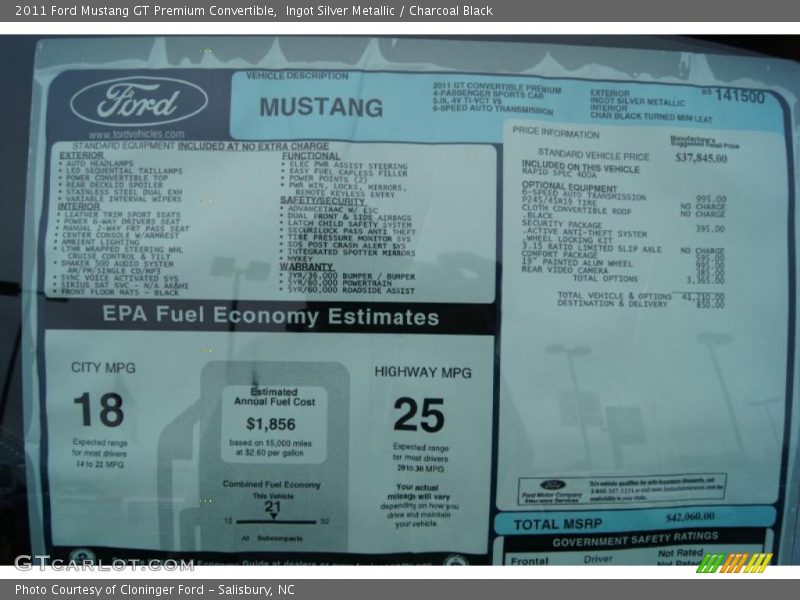 2011 Ford Mustang GT Premium Convertible, Ingot Silver Metallic / Charcoal Black
Ford
www.fordvehicles.com
VEHICLE DESCRIPTION
MUSTANG
2011 GT CONVERTIBLE PREMIUM
4-PASSENGER SPORTS CAR
5.0L 4V TI-VCT V8
6-SPEED AUTO TRANSMISSION
EXTERIOR
INGOT SILVER METALLIC
INTERIOR
CHAR BLACK TURNED MINI LEAT
B5 141500
STANDARD EQUIPMENT INCLUDED AT NO EXTRA CHARGE
EXTERIOR
• AUTO HEADLAMPS
• LED SEQUENTIAL TAILLAMPS
• POWER CONVERTIBLE TOP
• REAR DECKLID SPOILER
• STAINLESS STEEL DUAL EXH
• VARIABLE INTERVAL WIPERS
INTERIOR
• LEATHER TRIM SPORT SEATS
• POWER 6-WAY DRIVERS SEAT
• MANUAL 2-WAY FRT PASS SEAT
• CENTER CONSOLE W/ARMREST
• AMBIENT LIGHTING
• LTHR WRAPPED STEERING WHL
CRUISE CONTROL & TILT
• SHAKER 500 AUDIO SYSTEM
AM/FM/SINGLE CD/MP3
• SYNC VOICE ACTIVATED SYS
• SIRIUS SAT SVC - N/A AK&HI
• FRONT FLOOR MATS - BLACK
FUNCTIONAL
• ELEC PWR ASSIST STEERING
• EASY FUEL CAPLESS FILLER
• POWER POINTS (2)
• PWR WIN, LOCKS, MIRRORS,
REMOTE KEYLESS ENTRY
SAFETY/SECURITY
• ADVANCETRAC W/ ESC
• DUAL FRONT & SIDE AIRBAGS
• LATCH CHILD SAFETY SYSTEM
• SECURILOCK PASS ANTI THEFT
• TIRE PRESSURE MONITOR SYS
• SOS POST CRASH ALERT SYS
• INTEGRATED SPOTTER MIRRORS
• MYKEY
WARRANTY
• 3YR/36,000 BUMPER / BUMPER
• 5YR/60,000 POWERTRAIN
• 5YR/60,000 ROADSIDE ASSIST
PRICE INFORMATION
Manufacturer's
Suggested Retail Price
STANDARD VEHICLE PRICE $37,845.00
INCLUDED ON THIS VEHICLE
RAPID SPEC 400A
OPTIONAL EQUIPMENT
6-SPEED AUTO TRANSMISSION 995.00
P245/45R19 TIRE NO CHARGE
CLOTH CONVERTIBLE ROOF NO CHARGE
.BLACK
SECURITY PACKAGE 395.00
.ACTIVE ANTI-THEFT SYSTEM
.WHEEL LOCKING KIT
3.15 RATIO LIMITED SLIP AXLE NO CHARGE
COMFORT PACKAGE 595.00
19" PAINTED ALUM WHEEL
REAR VIDEO CAMERA 385.00
TOTAL OPTIONS 3,365.00
TOTAL VEHICLE & OPTIONS 41,210.00
DESTINATION & DELIVERY 850.00
EPA Fuel Economy Estimates
CITY MPG
18
Expected range
for most drivers
14 to 22 MPG
Estimated
Annual Fuel Cost
$1,856
based on 15,000 miles
at $2.60 per gallon
Combined Fuel Economy
This Vehicle
21
12 32
All Subcompacts
HIGHWAY MPG
25
Expected range
for most drivers
20 to 30 MPG
Your actual
mileage will vary
depending on how you
drive and maintain
your vehicle.
Ford
Ford Motor Company
Insurance Services
TOTAL MSRP $42,060.00
GOVERNMENT SAFETY RATINGS
Frontal Driver Not Rated
Not Rated
GTCARLOT.COM
Photo Courtesy of Cloninger Ford – Salisbury, NC